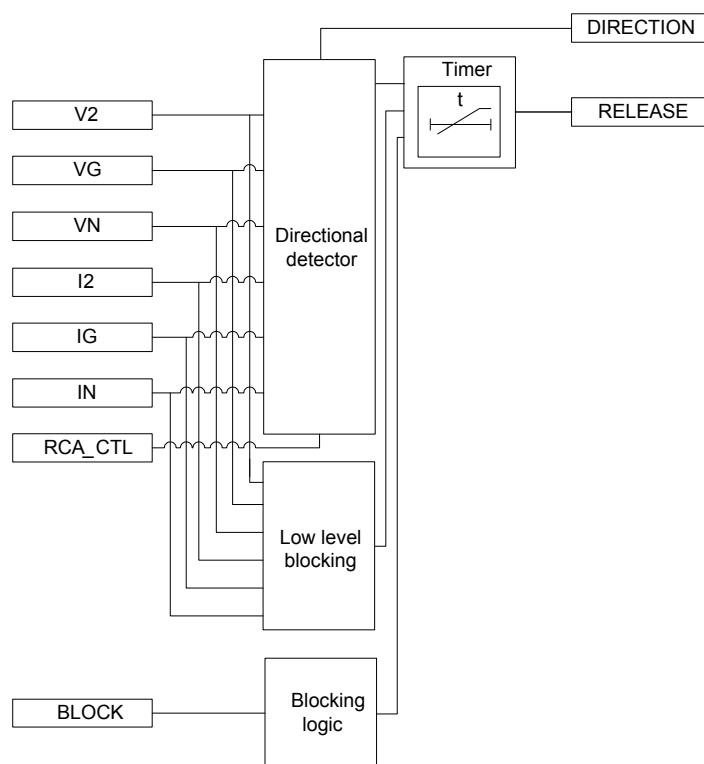 DIRECTION
Timer
t
RELEASE
V2
VG
VN
I2
IG
IN
RCA_CTL
Directional
detector
Low level
blocking
BLOCK
Blocking
logic